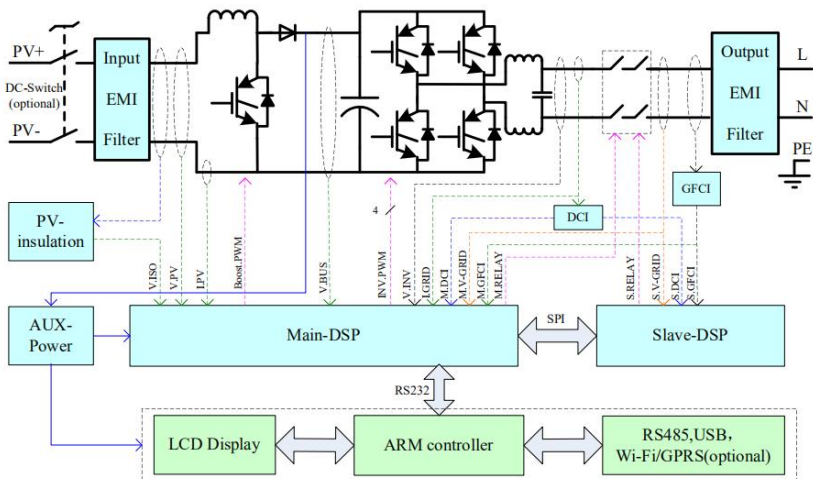 PV+
DC-Switch
(optional)
PV-
Input
EMI
Filter
Output
EMI
Filter
L
N
PE
GFCI
DCI
PV-
insulation
V.ISO
V.PV
I.PV
Boost.PWM
V.BUS
4
INV.PWM
V.INV
I.GRID
M.DCI
M.V-GRID
M.GFCI
M.RELAY
S.RELAY
S.V-GRID
S.DCI
S.GFCI
AUX-
Power
Main-DSP
SPI
Slave-DSP
RS232
LCD Display
ARM controller
RS485,USB，
Wi-Fi/GPRS(optional)